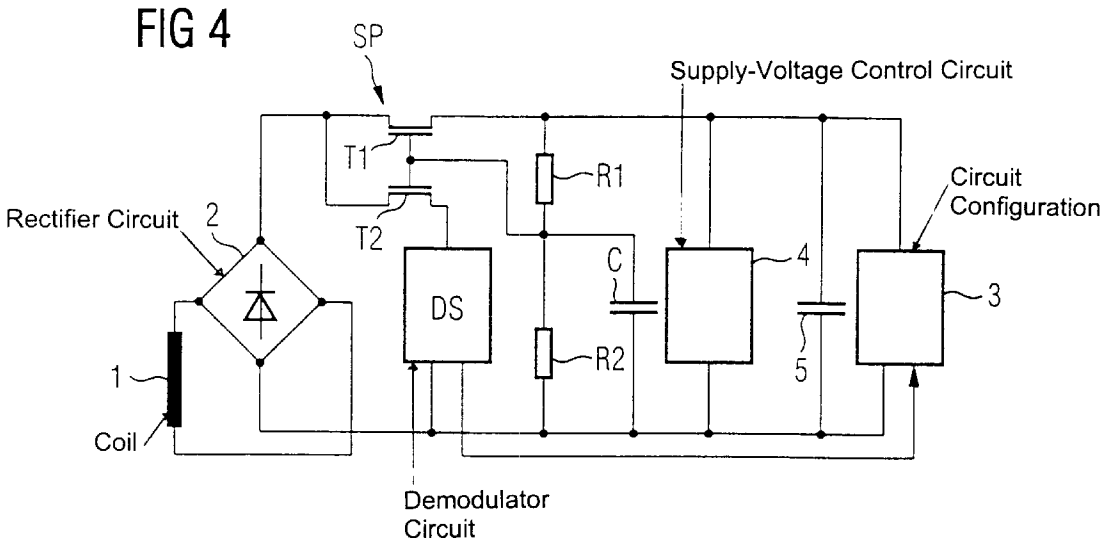 FIG 4
SP
Supply-Voltage Control Circuit
T1
R1
Circuit
Configuration
Rectifier Circuit
2
T2
C
4
3
DS
1
R2
5
Coil
Demodulator
Circuit